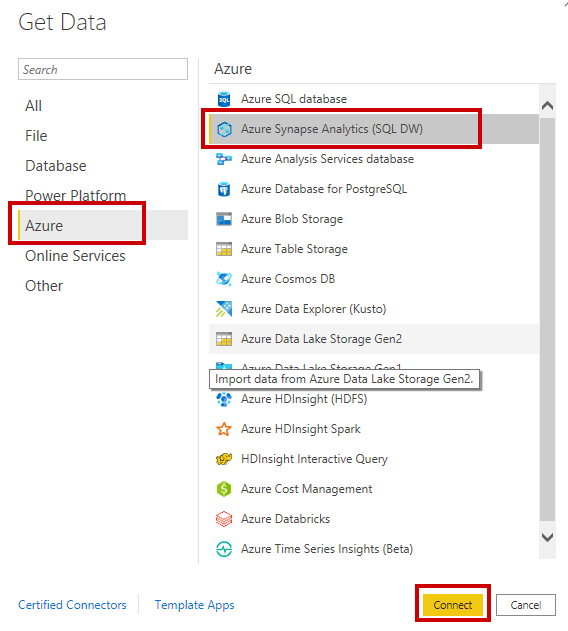 Get Data
Search
All
File
Database
Power Platform
Azure
Online Services
Other
Azure
Azure SQL database
Azure Synapse Analytics (SQL DW)
Azure Analysis Services database
Azure Database for PostgreSQL
Azure Blob Storage
Azure Table Storage
Azure Cosmos DB
Azure Data Explorer (Kusto)
Azure Data Lake Storage Gen2
Azure Data Lake Storage Gen1
Import data from Azure Data Lake Storage Gen2.
Azure HDInsight (HDFS)
Azure HDInsight Spark
HDInsight Interactive Query
Azure Cost Management
Azure Databricks
Azure Time Series Insights (Beta)
Certified Connectors
Template Apps
Connect
Cancel